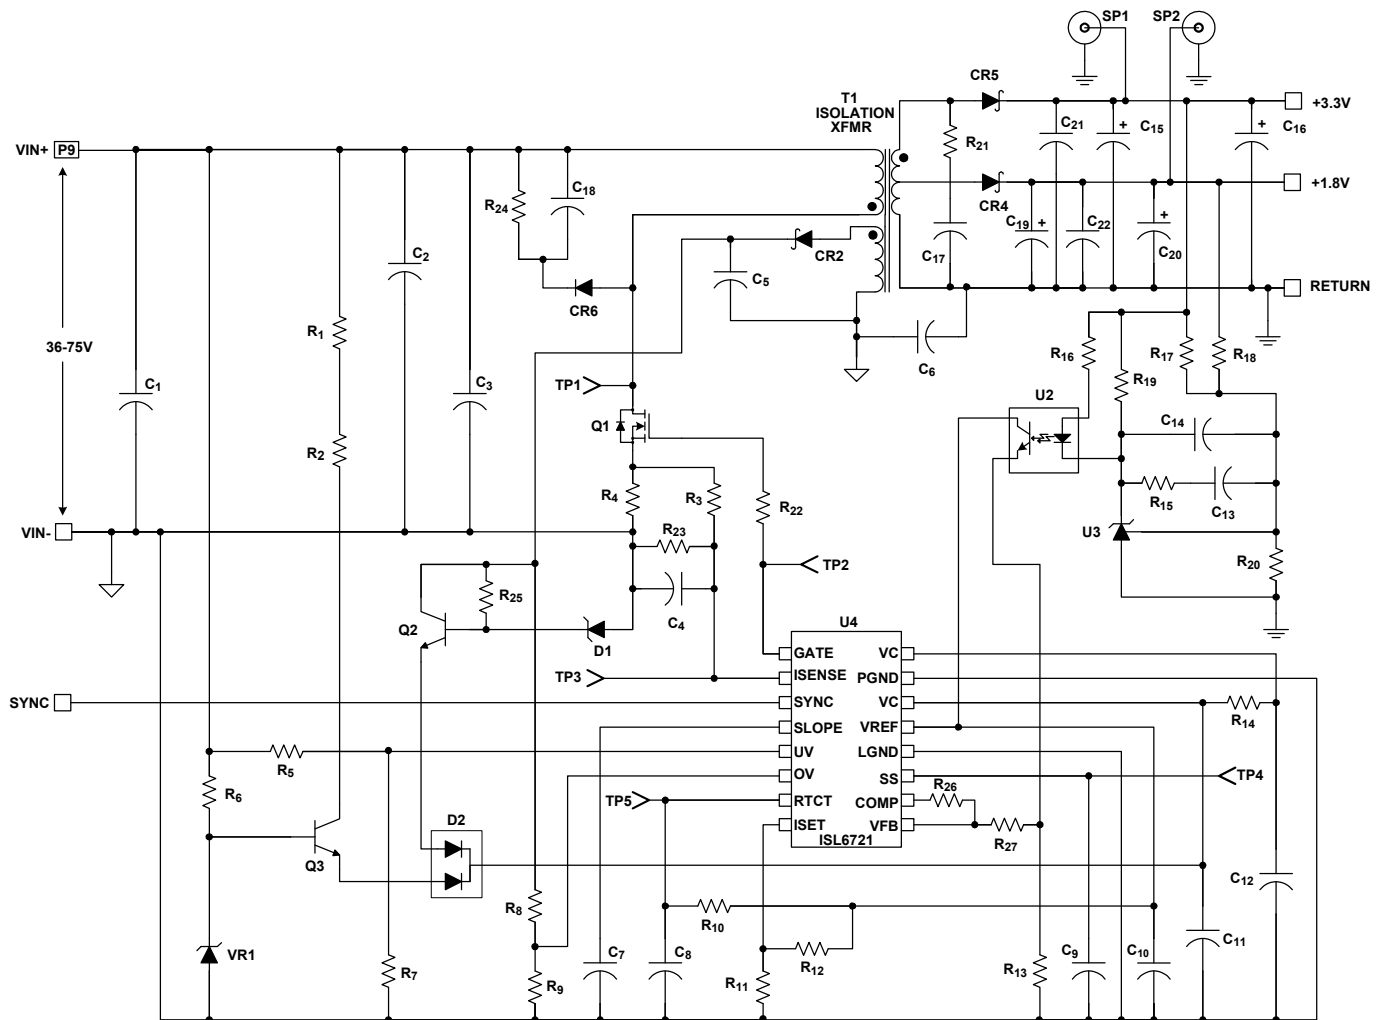 SP1
SP2
CR5
T1
ISOLATION
XFMR
+3.3V
C21
C15
C16
+
+
R21
VIN+
P9
+1.8V
C18
R24
CR4
C19
+
C22
+
C20
C17
CR2
C2
C5
RETURN
CR6
R1
36-75V
C6
R16
R17
R18
R19
C1
C3
TP1
U2
Q1
C14
R2
R4
R3
R22
R15
C13
VIN-
R23
U3
TP2
R20
R25
C4
Q2
D1
U4
GATE
VC
TP3
ISENSE
PGND
SYNC
SYNC
VC
R14
SLOPE
VREF
UV
LGND
R5
OV
SS
TP4
R6
R26
TP5
RTCT
COMP
D2
ISET
VFB
ISL6721
R27
Q3
C12
R8
R10
C11
VR1
C7
C8
R12
C9
C10
R7
R9
R11
R13